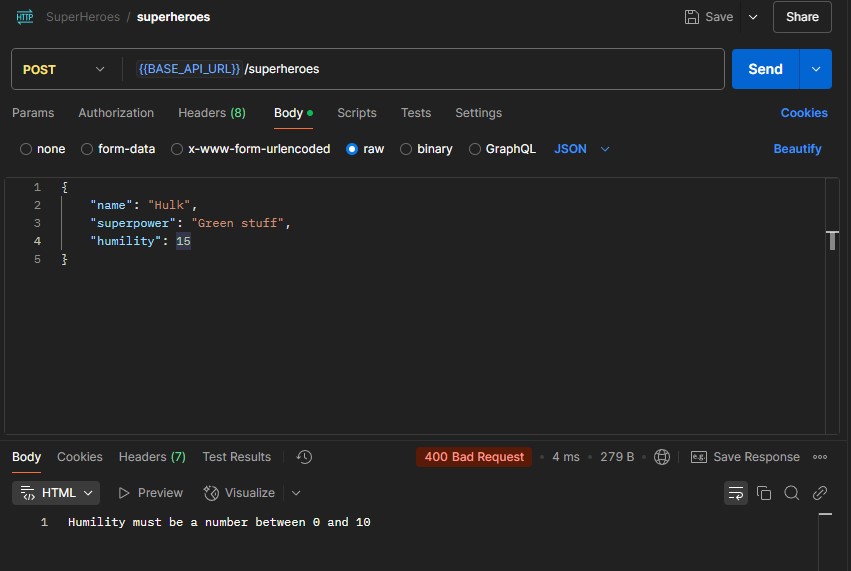 HTTP SuperHeroes / superheroes Save Share
POST {{BASE_API_URL}} /superheroes Send
Params Authorization Headers (8) Body Scripts Tests Settings Cookies
none form-data x-www-form-urlencoded raw binary GraphQL JSON Beautify
1 {
2 "name": "Hulk",
3 "superpower": "Green stuff",
4 "humility": 15
5 }
Body Cookies Headers (7) Test Results 400 Bad Request • 4 ms • 279 B • e.g. Save Response
HTML Preview Visualize
1 Humility must be a number between 0 and 10